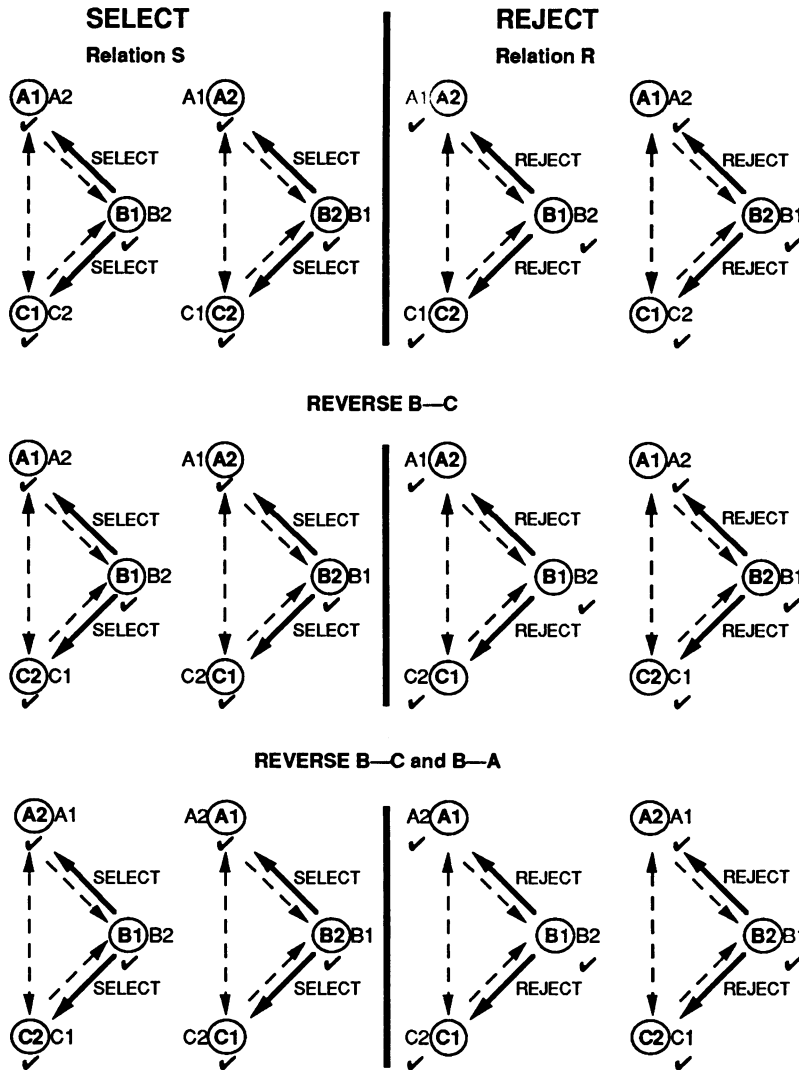 SELECT REJECT
Relation S Relation R
A1 A2 A1 A2 A1 A2 A1 A2
SELECT SELECT REJECT REJECT
B1 B2 B2 B1 B1 B2 B2 B1
SELECT SELECT REJECT REJECT
C1 C2 C1 C2 C1 C2 C1 C2
REVERSE B—C
A1 A2 A1 A2 A1 A2 A1 A2
SELECT SELECT REJECT REJECT
B1 B2 B2 B1 B1 B2 B2 B1
SELECT SELECT REJECT REJECT
C2 C1 C2 C1 C2 C1 C2 C1
REVERSE B—C and B—A
A2 A1 A2 A1 A2 A1 A2 A1
SELECT SELECT REJECT REJECT
B1 B2 B2 B1 B1 B2 B2 B1
SELECT SELECT REJECT REJECT
C2 C1 C2 C1 C2 C1 C2 C1